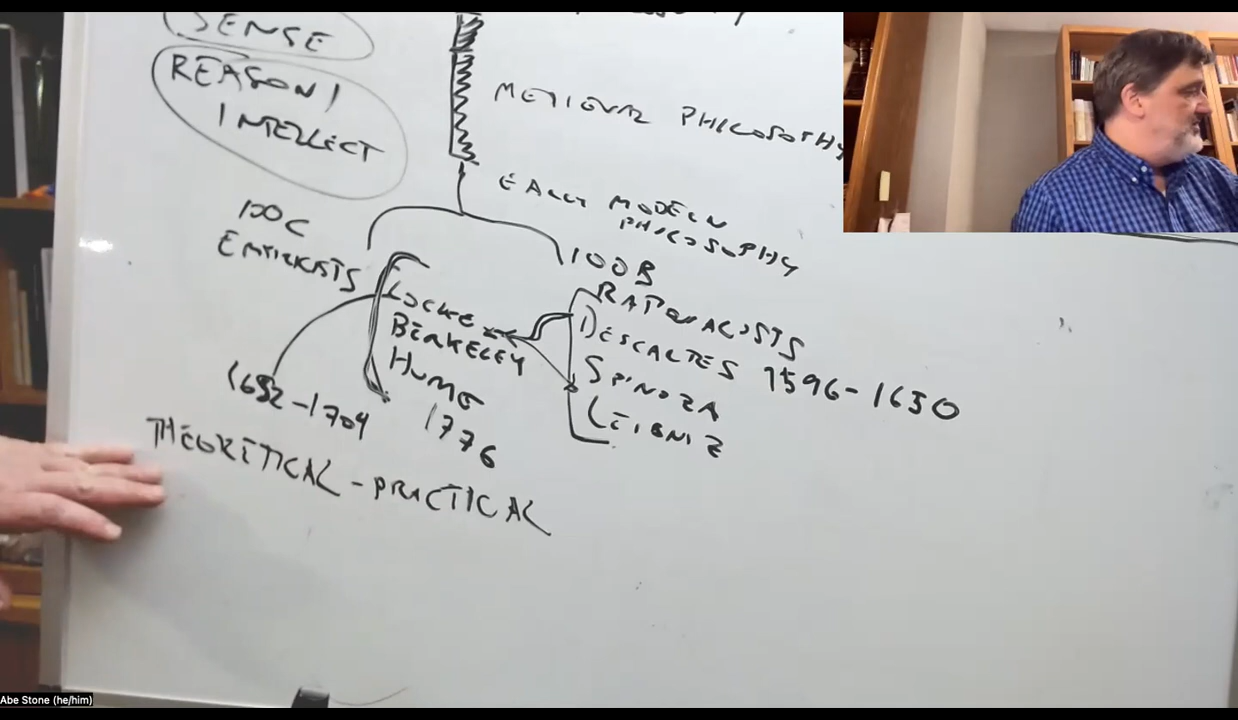 SENSE
REASON/
INTELLECT
MEDIEVAL PHILOSOPHY
EARLY MODERN
PHILOSOPHY
100C
EMPIRICISTS
LOCKE
BERKELEY
HUME
1776
1632-1704
100B
RATIONALISTS
DESCARTES 1596-1650
SPINOZA
LEIBNIZ
THEORETICAL-PRACTICAL
Abe Stone (he/him)